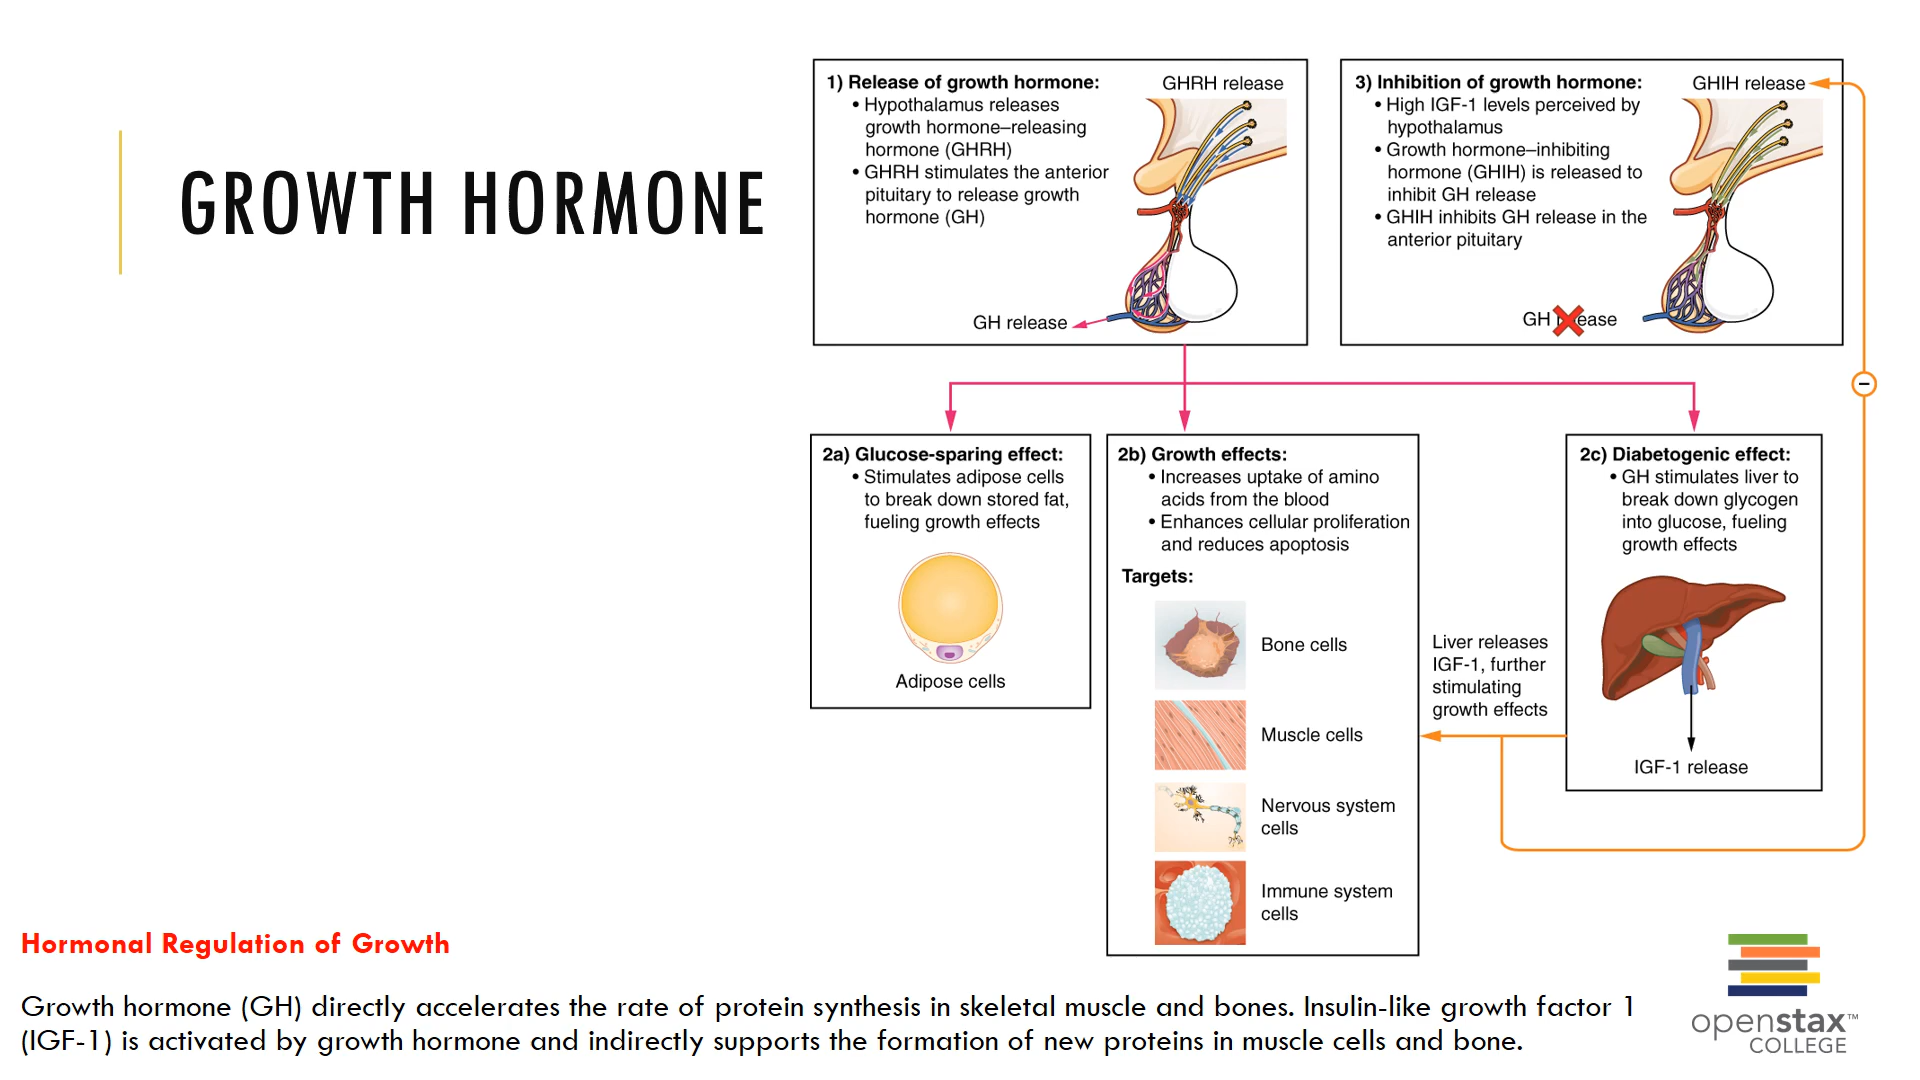 GROWTH HORMONE
1) Release of growth hormone:
• Hypothalamus releases
growth hormone–releasing
hormone (GHRH)
• GHRH stimulates the anterior
pituitary to release growth
hormone (GH)
GHRH release
GH release
3) Inhibition of growth hormone:
• High IGF-1 levels perceived by
hypothalamus
• Growth hormone–inhibiting
hormone (GHIH) is released to
inhibit GH release
• GHIH inhibits GH release in the
anterior pituitary
GHIH release
GH
−
2a) Glucose-sparing effect:
• Stimulates adipose cells
to break down stored fat,
fueling growth effects
Adipose cells
2b) Growth effects:
• Increases uptake of amino
acids from the blood
• Enhances cellular proliferation
and reduces apoptosis
Targets:
Bone cells
Muscle cells
Nervous system
cells
Immune system
cells
Liver releases
IGF-1, further
stimulating
growth effects
2c) Diabetogenic effect:
• GH stimulates liver to
break down glycogen
into glucose, fueling
growth effects
IGF-1 release
Hormonal Regulation of Growth
Growth hormone (GH) directly accelerates the rate of protein synthesis in skeletal muscle and bones. Insulin-like growth factor 1
(IGF-1) is activated by growth hormone and indirectly supports the formation of new proteins in muscle cells and bone.
openstax™
COLLEGE